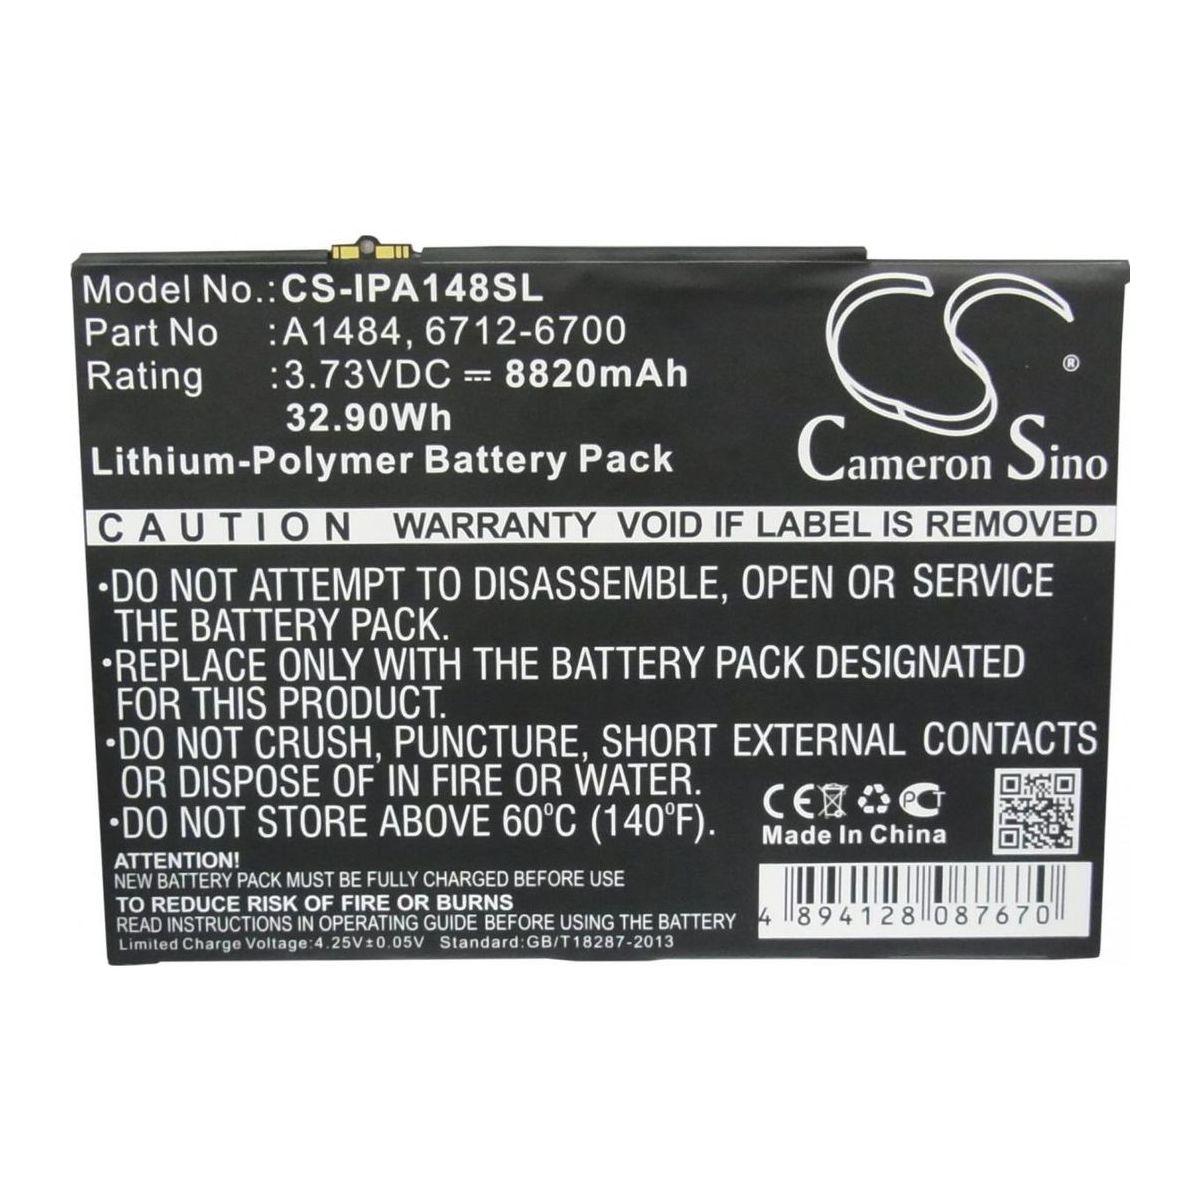 Model No.:CS-IPA148SL
Part No :A1484, 6712-6700
Rating :3.73VDC ⎓ 8820mAh
32.90Wh
Lithium-Polymer Battery Pack
CS ®
Cameron Sino
CAUTION WARRANTY VOID IF LABEL IS REMOVED
•DO NOT ATTEMPT TO DISASSEMBLE, OPEN OR SERVICE
THE BATTERY PACK.
•REPLACE ONLY WITH THE BATTERY PACK DESIGNATED
FOR THIS PRODUCT.
•DO NOT CRUSH, PUNCTURE, SHORT EXTERNAL CONTACTS
OR DISPOSE OF IN FIRE OR WATER.
•DO NOT STORE ABOVE 60°C (140°F).
CE PCT
Made In China
ATTENTION!
NEW BATTERY PACK MUST BE FULLY CHARGED BEFORE USE
TO REDUCE RISK OF FIRE OR BURNS
READ INSTRUCTIONS IN OPERATING GUIDE BEFORE USING THE BATTERY
Limited Charge Voltage:4.25V±0.05V Standard:GB/T18287-2013
4 894128 087670